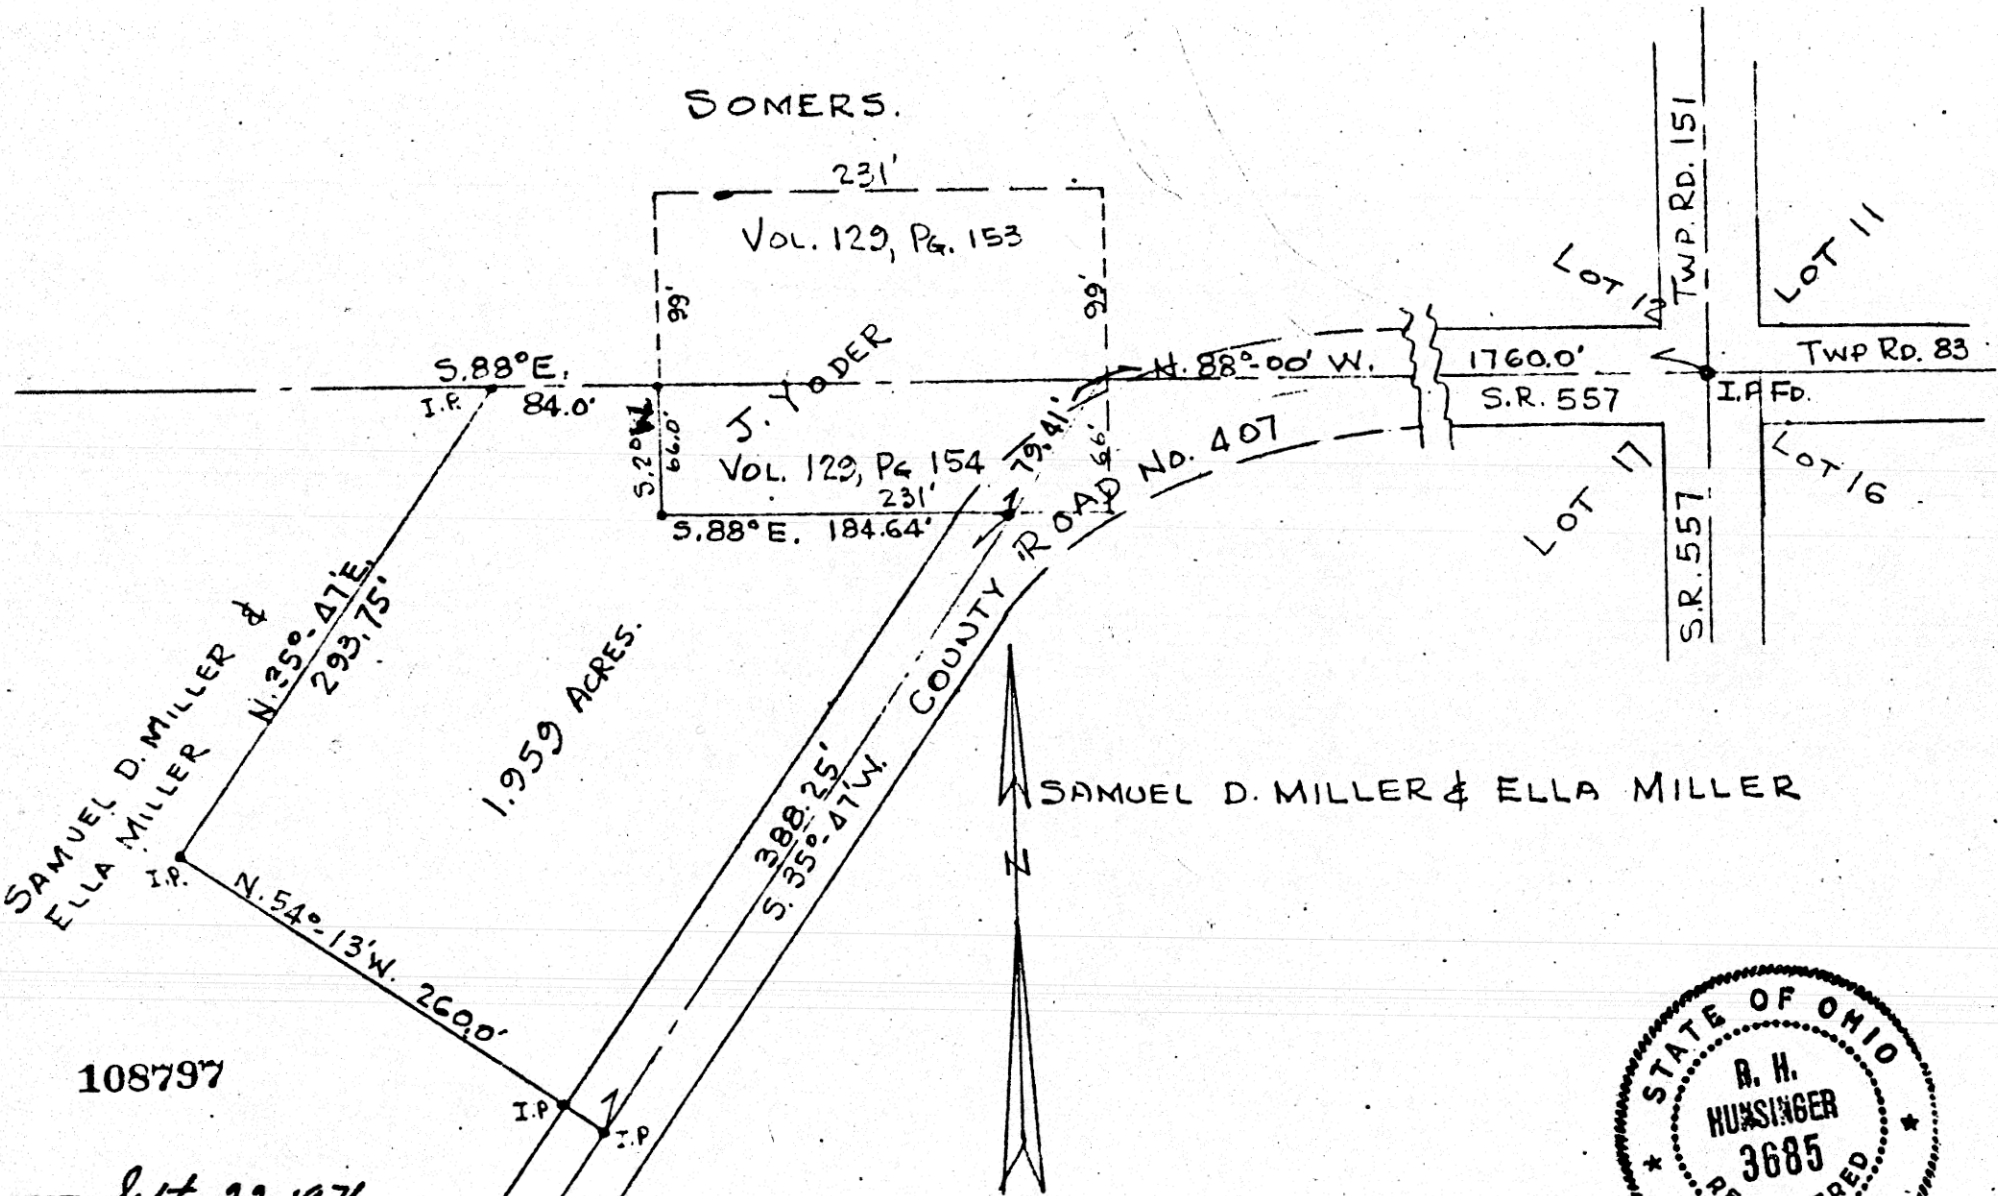 SOMERS.
231'
VOL. 129, PG. 153
99'
99'
J. YODER
S.88°E.
I.P.
84.0'
S.2°W
66.0'
VOL. 129, PG 154
231'
S.88°E. 184.64'
79.41'
66'
N. 88°-00' W.
1760.0'
S.R. 557
COUNTY ROAD NO. 407
LOT 12
TWP. RD. 151
LOT 11
TWP RD. 83
I.P. FD.
LOT 17
S.R. 557
LOT 16
N.35°-47'E.
293.75'
SAMUEL D. MILLER &
ELLA MILLER
1.959 ACRES.
388.25'
S. 35°-47'W.
SAMUEL D. MILLER & ELLA MILLER
N
I.P.
N.54°-13'W. 260.0'
I.P
I.P
108797
STATE OF OHIO
R. H.
HUNSINGER
3685